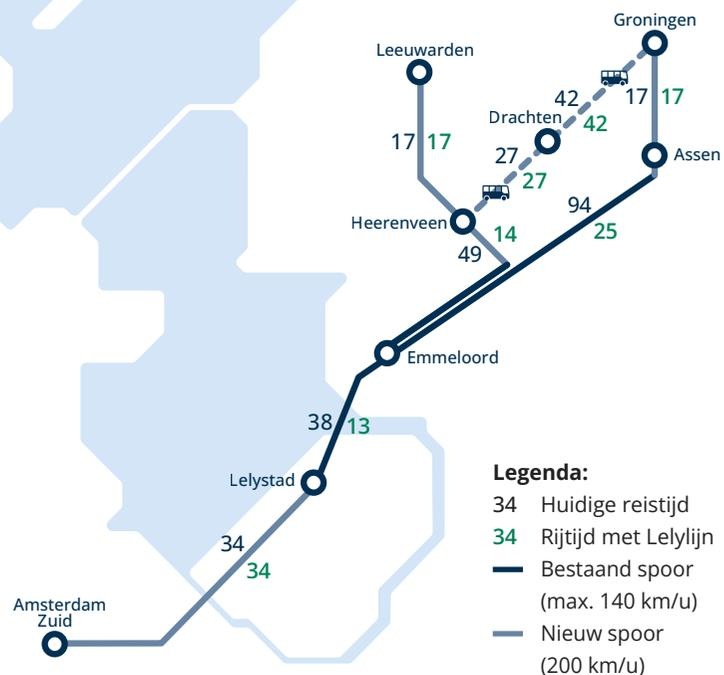 Groningen
Leeuwarden
42
17
17
Drachten
42
17
17
27
Assen
27
94
Heerenveen
14
25
49
Emmeloord
38
13
Lelystad
Legenda:
34
Huidige reistijd
34
Rijtijd met Lelylijn
34
34
Bestaand spoor
(max. 140 km/u)
Amsterdam
Zuid
Nieuw spoor
(200 km/u)